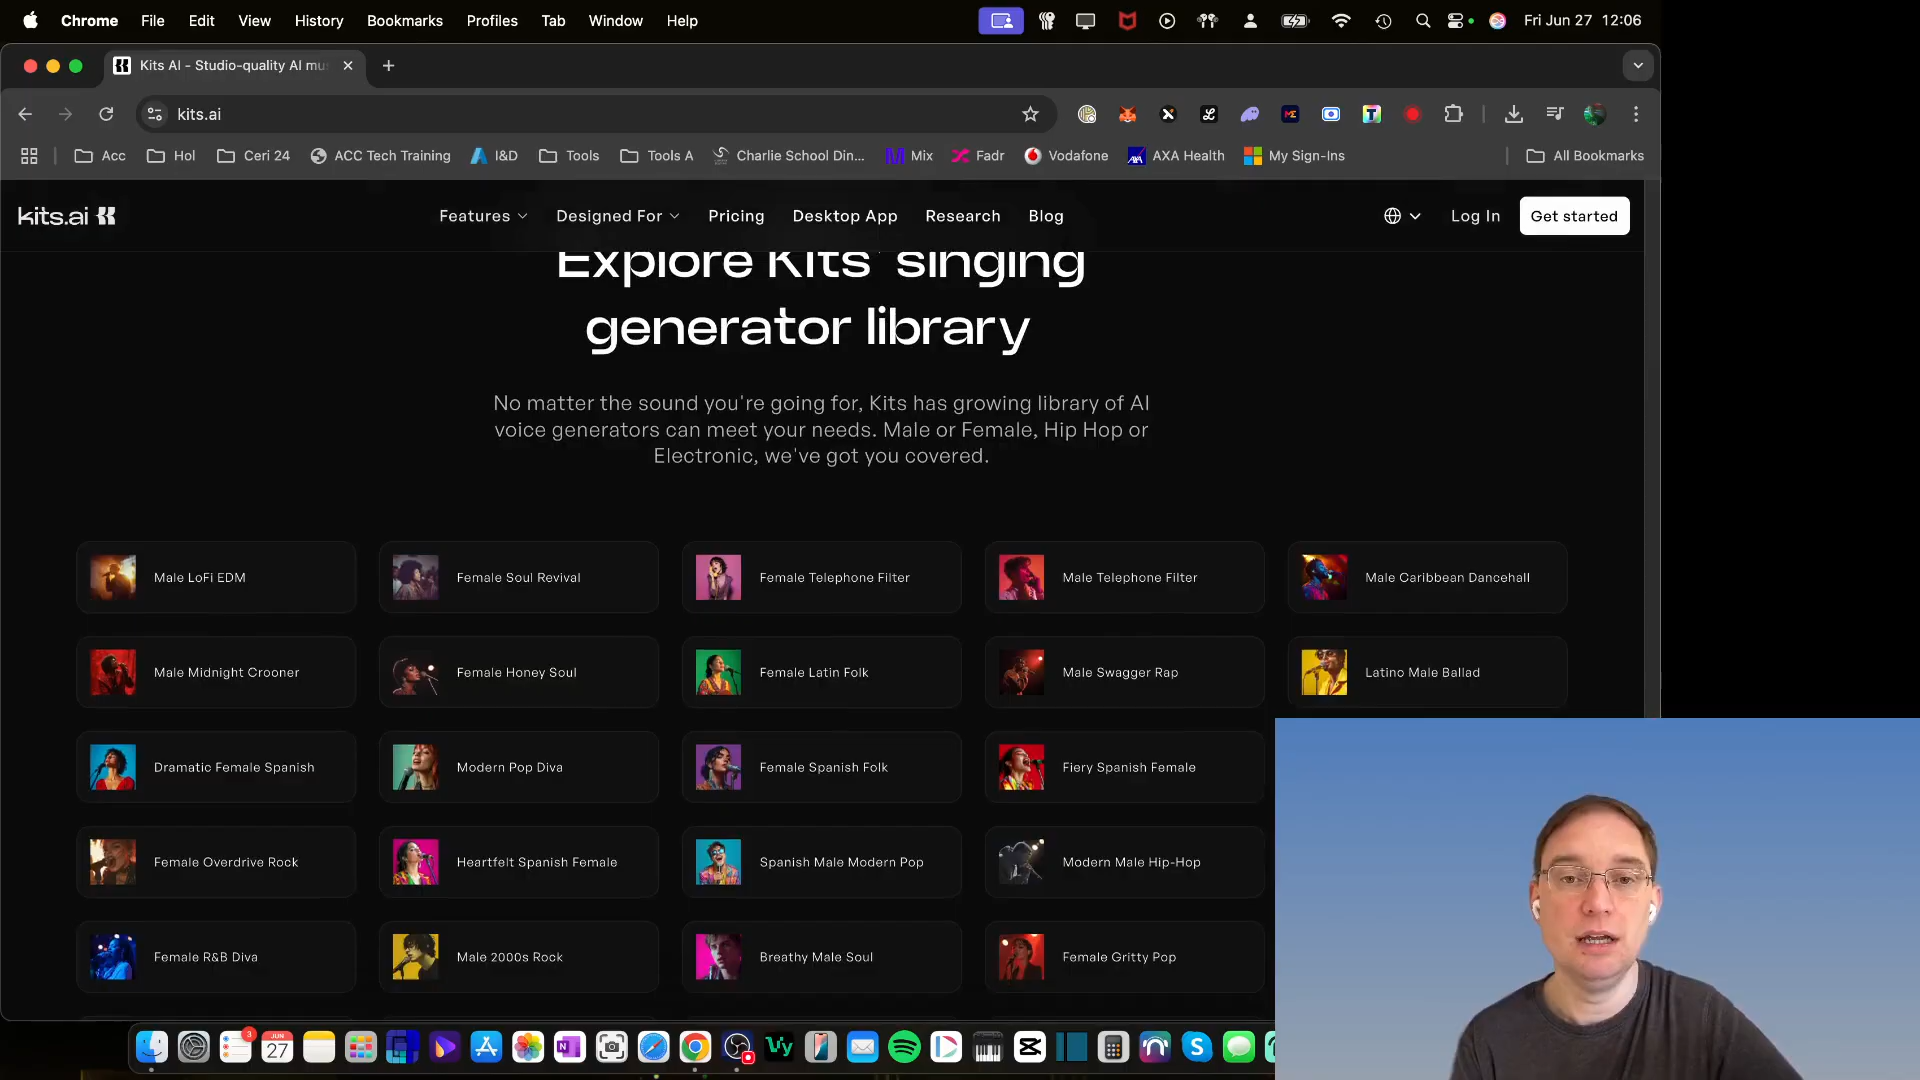 Chrome File Edit View History Bookmarks Profiles Tab Window Help Fri Jun 27 12:06
Kits AI - Studio-quality AI mu
kits.ai
Acc Hol Ceri 24 ACC Tech Training I&D Tools Tools A Charlie School Din... Mix Fadr Vodafone AXA Health My Sign-Ins All Bookmarks
kits.ai Features Designed For Pricing Desktop App Research Blog Log In Get started
Explore Kits' singing
generator library
No matter the sound you're going for, Kits has growing library of AI
voice generators can meet your needs. Male or Female, Hip Hop or
Electronic, we've got you covered.
Male LoFi EDM Female Soul Revival Female Telephone Filter Male Telephone Filter Male Caribbean Dancehall
Male Midnight Crooner Female Honey Soul Female Latin Folk Male Swagger Rap Latino Male Ballad
Dramatic Female Spanish Modern Pop Diva Female Spanish Folk Fiery Spanish Female
Female Overdrive Rock Heartfelt Spanish Female Spanish Male Modern Pop Modern Male Hip-Hop
Female R&B Diva Male 2000s Rock Breathy Male Soul Female Gritty Pop
3
JUN
27
Vy